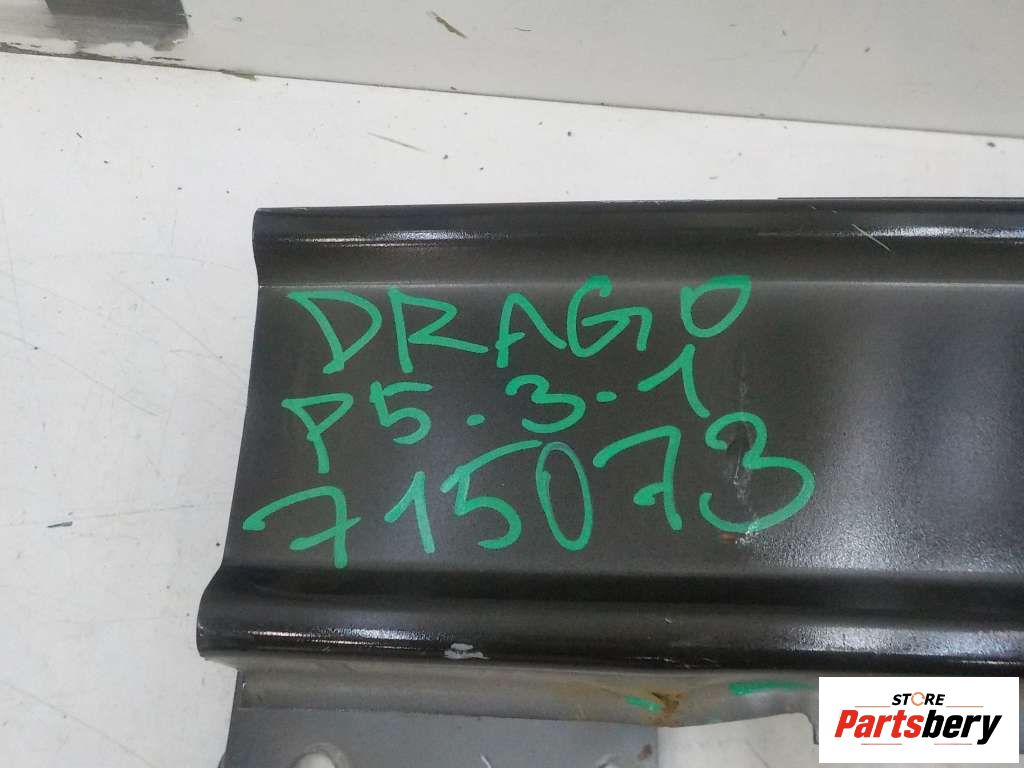 DRAGO
P5.3.1
715073
STORE
Partsbery